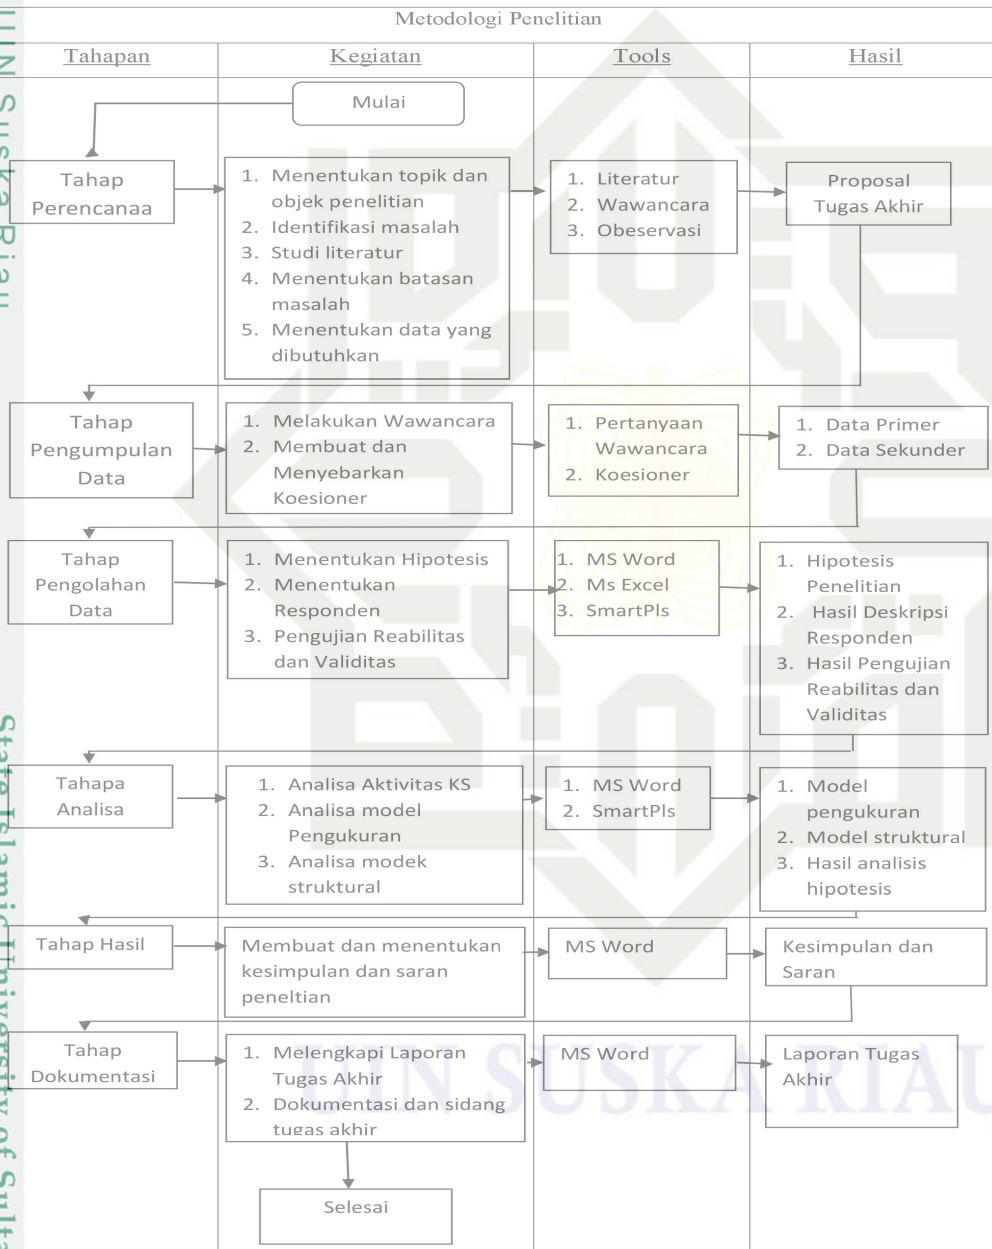 Metodologi Penelitian
Tahapan
Kegiatan
Tools
Hasil
Mulai
Tahap
Perencanaa
1. Menentukan topik dan
objek penelitian
2. Identifikasi masalah
3. Studi literatur
4. Menentukan batasan
masalah
5. Menentukan data yang
dibutuhkan
1. Literatur
2. Wawancara
3. Obeservasi
Proposal
Tugas Akhir
Tahap
Pengumpulan
Data
1. Melakukan Wawancara
2. Membuat dan
Menyebarkan
Koesioner
1. Pertanyaan
Wawancara
2. Koesioner
1. Data Primer
2. Data Sekunder
Tahap
Pengolahan
Data
1. Menentukan Hipotesis
2. Menentukan
Responden
3. Pengujian Reabilitas
dan Validitas
1. MS Word
2. Ms Excel
3. SmartPls
1. Hipotesis
Penelitian
2. Hasil Deskripsi
Responden
3. Hasil Pengujian
Reabilitas dan
Validitas
Tahapa
Analisa
1. Analisa Aktivitas KS
2. Analisa model
Pengukuran
3. Analisa modek
struktural
1. MS Word
2. SmartPls
1. Model
pengukuran
2. Model struktural
3. Hasil analisis
hipotesis
Tahap Hasil
Membuat dan menentukan
kesimpulan dan saran
peneltian
MS Word
Kesimpulan dan
Saran
Tahap
Dokumentasi
1. Melengkapi Laporan
Tugas Akhir
2. Dokumentasi dan sidang
tugas akhir
MS Word
Laporan Tugas
Akhir
Selesai
UIN SUSKA RIAU
UIN Suska Riau
State Islamic University of Sulta